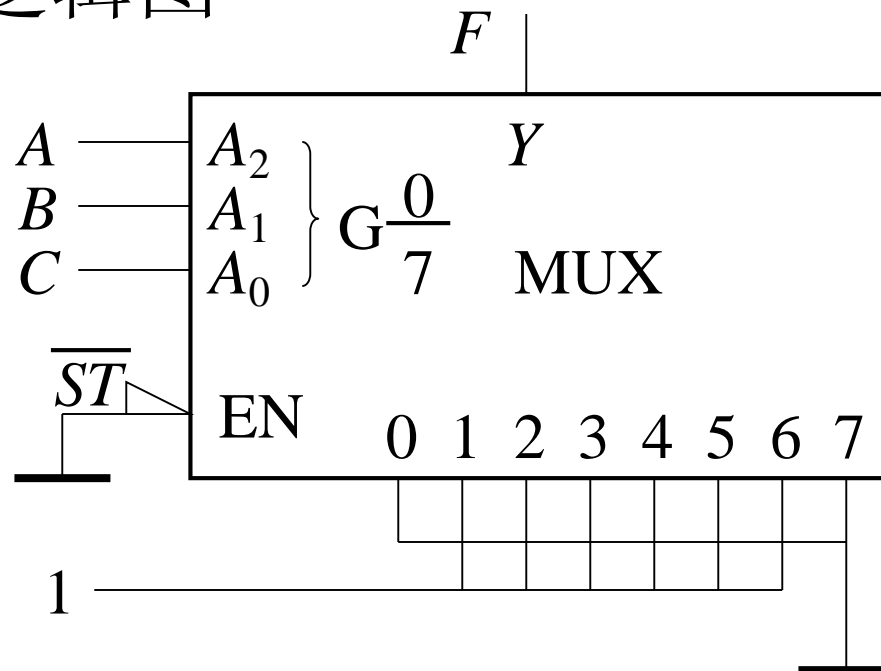 逻辑图
F
A A₂ Y
B A₁ G 0/7
C A₀ MUX
S̅T̅ EN
0 1 2 3 4 5 6 7
1